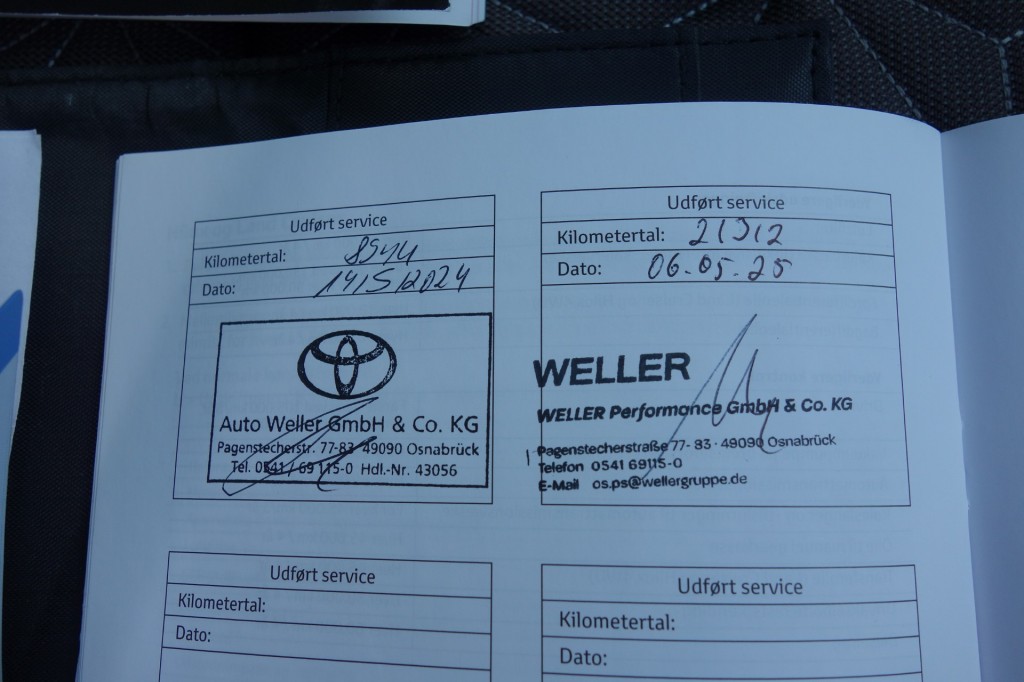 Udført service
Kilometertal: 8544
Dato: 14/5/2024
Auto Weller GmbH & Co. KG
Pagenstecherstr. 77-83 49090 Osnabrück
Tel. 0541/69115-0 Hdl.-Nr. 43056
Udført service
Kilometertal: 21312
Dato: 06.05.25
WELLER
WELLER Performance GmbH & Co. KG
Pagenstecherstraße 77-83 · 49090 Osnabrück
Telefon 0541 69115-0
E-Mail os.ps@wellergruppe.de
Udført service
Kilometertal:
Dato:
Udført service
Kilometertal:
Dato: